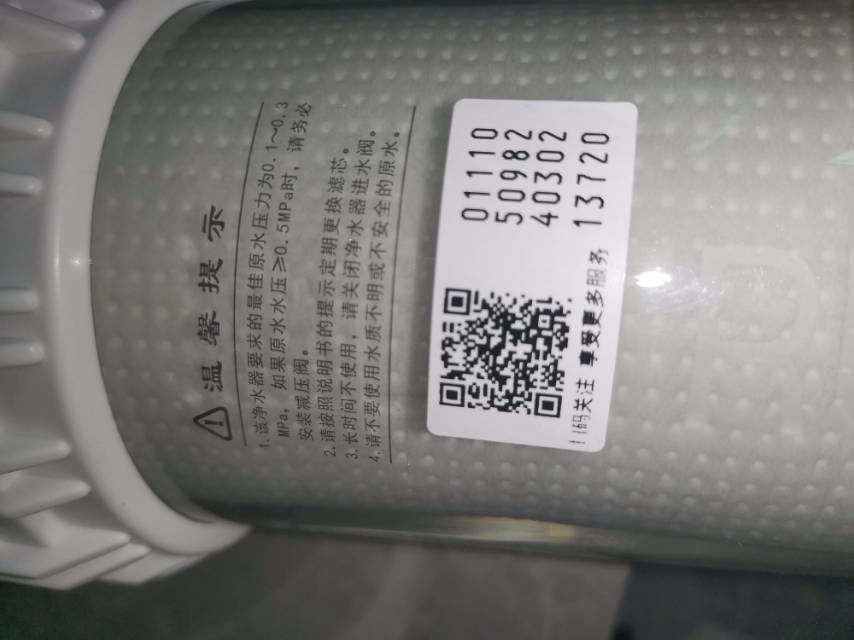 温馨提示
1.该净水器要求的最佳原水压力为0.1~0.3
MPa, 如果原水水压≥0.5MPa时, 请务必
安装减压阀。
2.请按照说明书的提示定期更换滤芯。
3.长时间不使用, 请关闭净水器进水阀。
4.请不要使用水质不明或不安全的原水。
01110
50982
40302
13720
码关注 享受更多服务